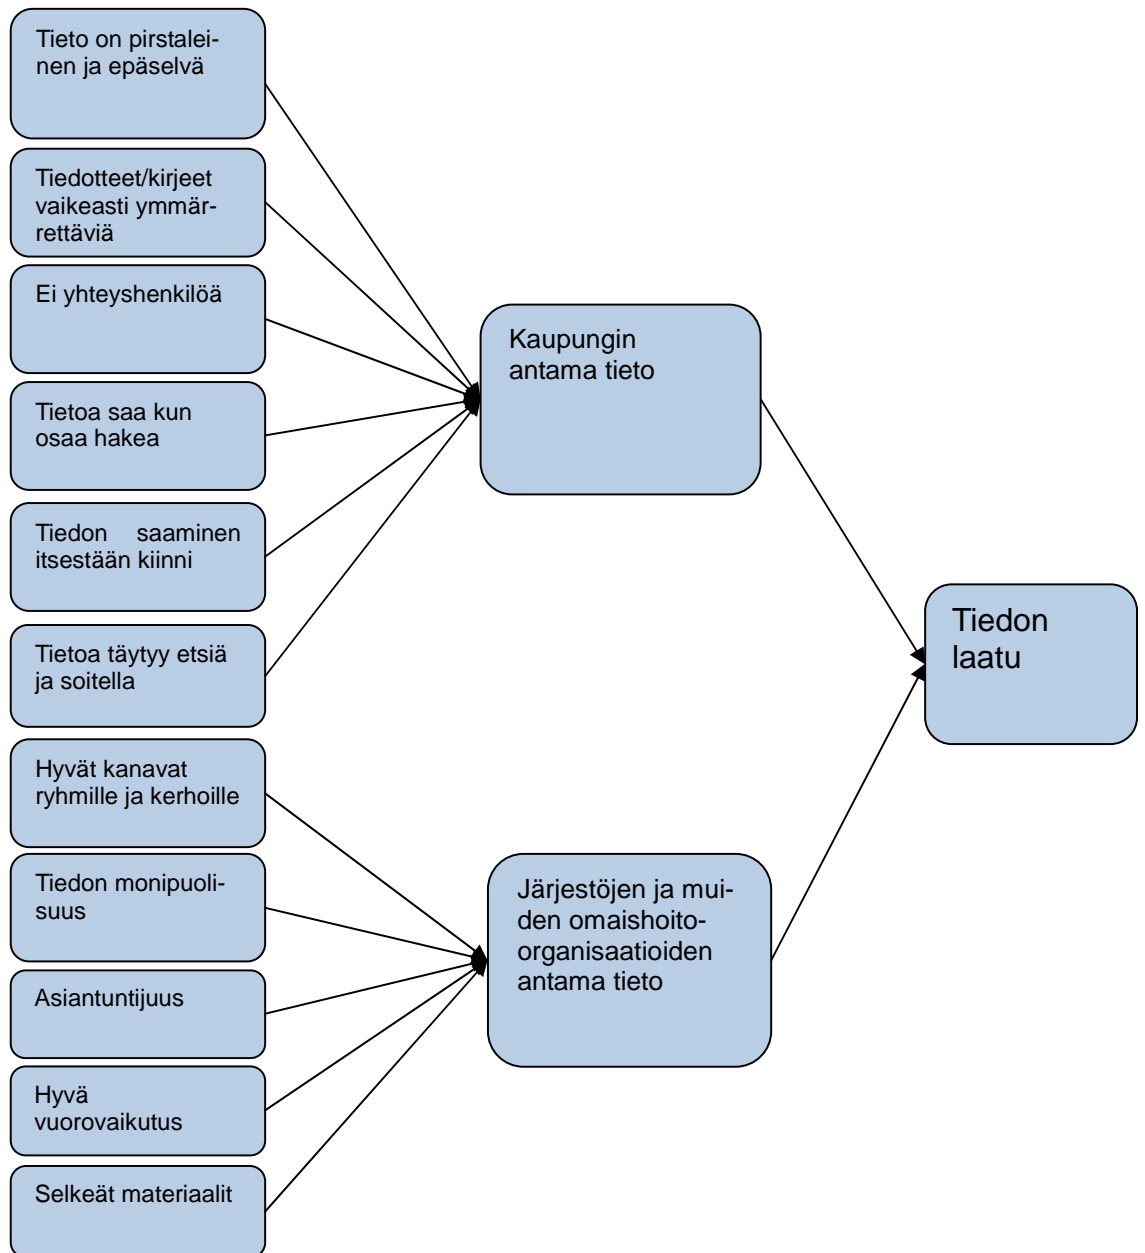 Tieto on pirstalei-
nen ja epäselvä
Tiedotteet/kirjeet
vaikeasti ymmär-
rettäviä
Ei yhteyshenkilöä
Tietoa saa kun
osaa hakea
Tiedon saaminen
itsestään kiinni
Tietoa täytyy etsiä
ja soitella
Hyvät kanavat
ryhmille ja kerhoille
Tiedon monipuoli-
suus
Asiantuntijuus
Hyvä
vuorovaikutus
Selkeät materiaalit
Kaupungin
antama tieto
Järjestöjen ja mui-
den omaishoito-
organisaatioiden
antama tieto
Tiedon
laatu